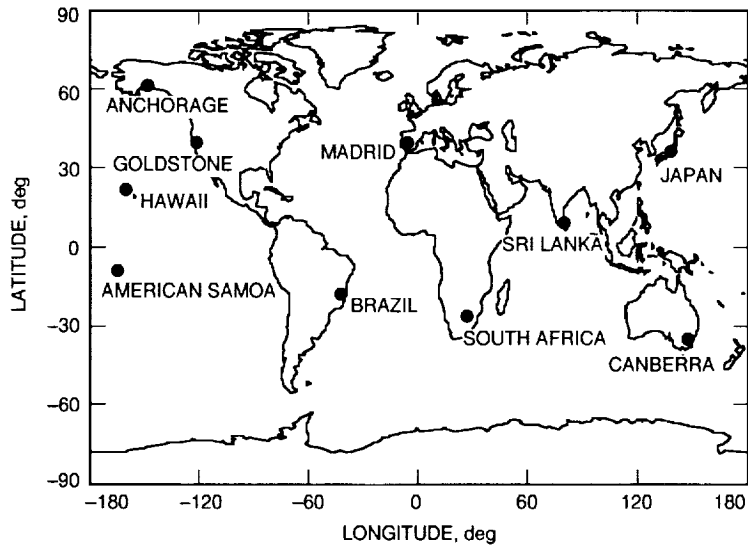 90
60
30
0
−30
−60
−90
LATITUDE, deg
ANCHORAGE
GOLDSTONE
HAWAII
AMERICAN SAMOA
MADRID
BRAZIL
SOUTH AFRICA
SRI LANKA
JAPAN
CANBERRA
−180 −120 −60 0 60 120 180
LONGITUDE, deg